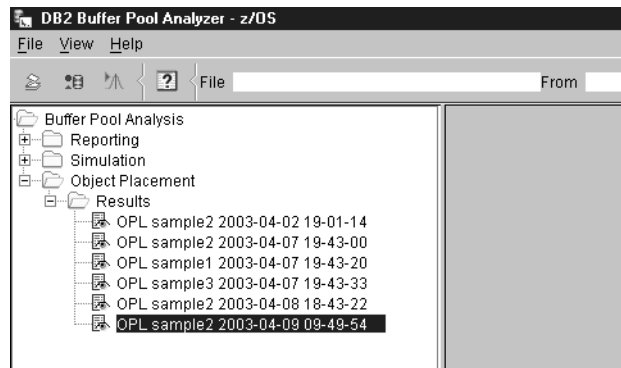 DB2 Buffer Pool Analyzer - z/OS
File View Help
? File From
Buffer Pool Analysis
Reporting
Simulation
Object Placement
Results
OPL sample2 2003-04-02 19-01-14
OPL sample2 2003-04-07 19-43-00
OPL sample1 2003-04-07 19-43-20
OPL sample3 2003-04-07 19-43-33
OPL sample2 2003-04-08 18-43-22
OPL sample2 2003-04-09 09-49-54